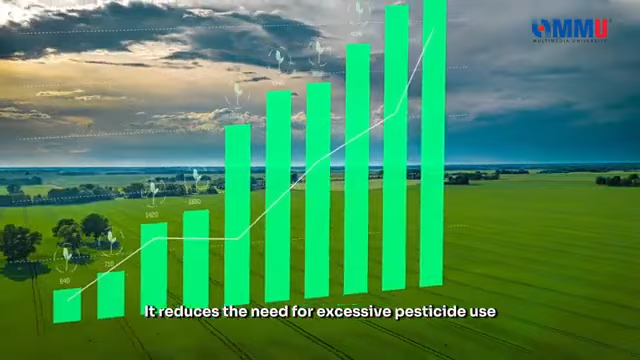 MMU
MULTIMEDIA UNIVERSITY
It reduces the need for excessive pesticide use